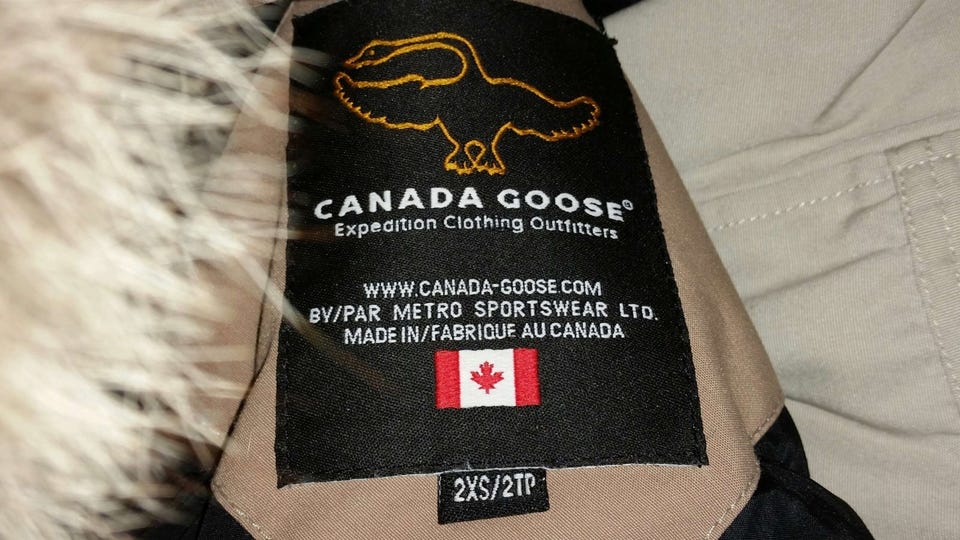 CANADA GOOSE®
Expedition Clothing Outfitters
WWW.CANADA-GOOSE.COM
BY/PAR METRO SPORTSWEAR LTD.
MADE IN/FABRIQUE AU CANADA
2XS/2TP